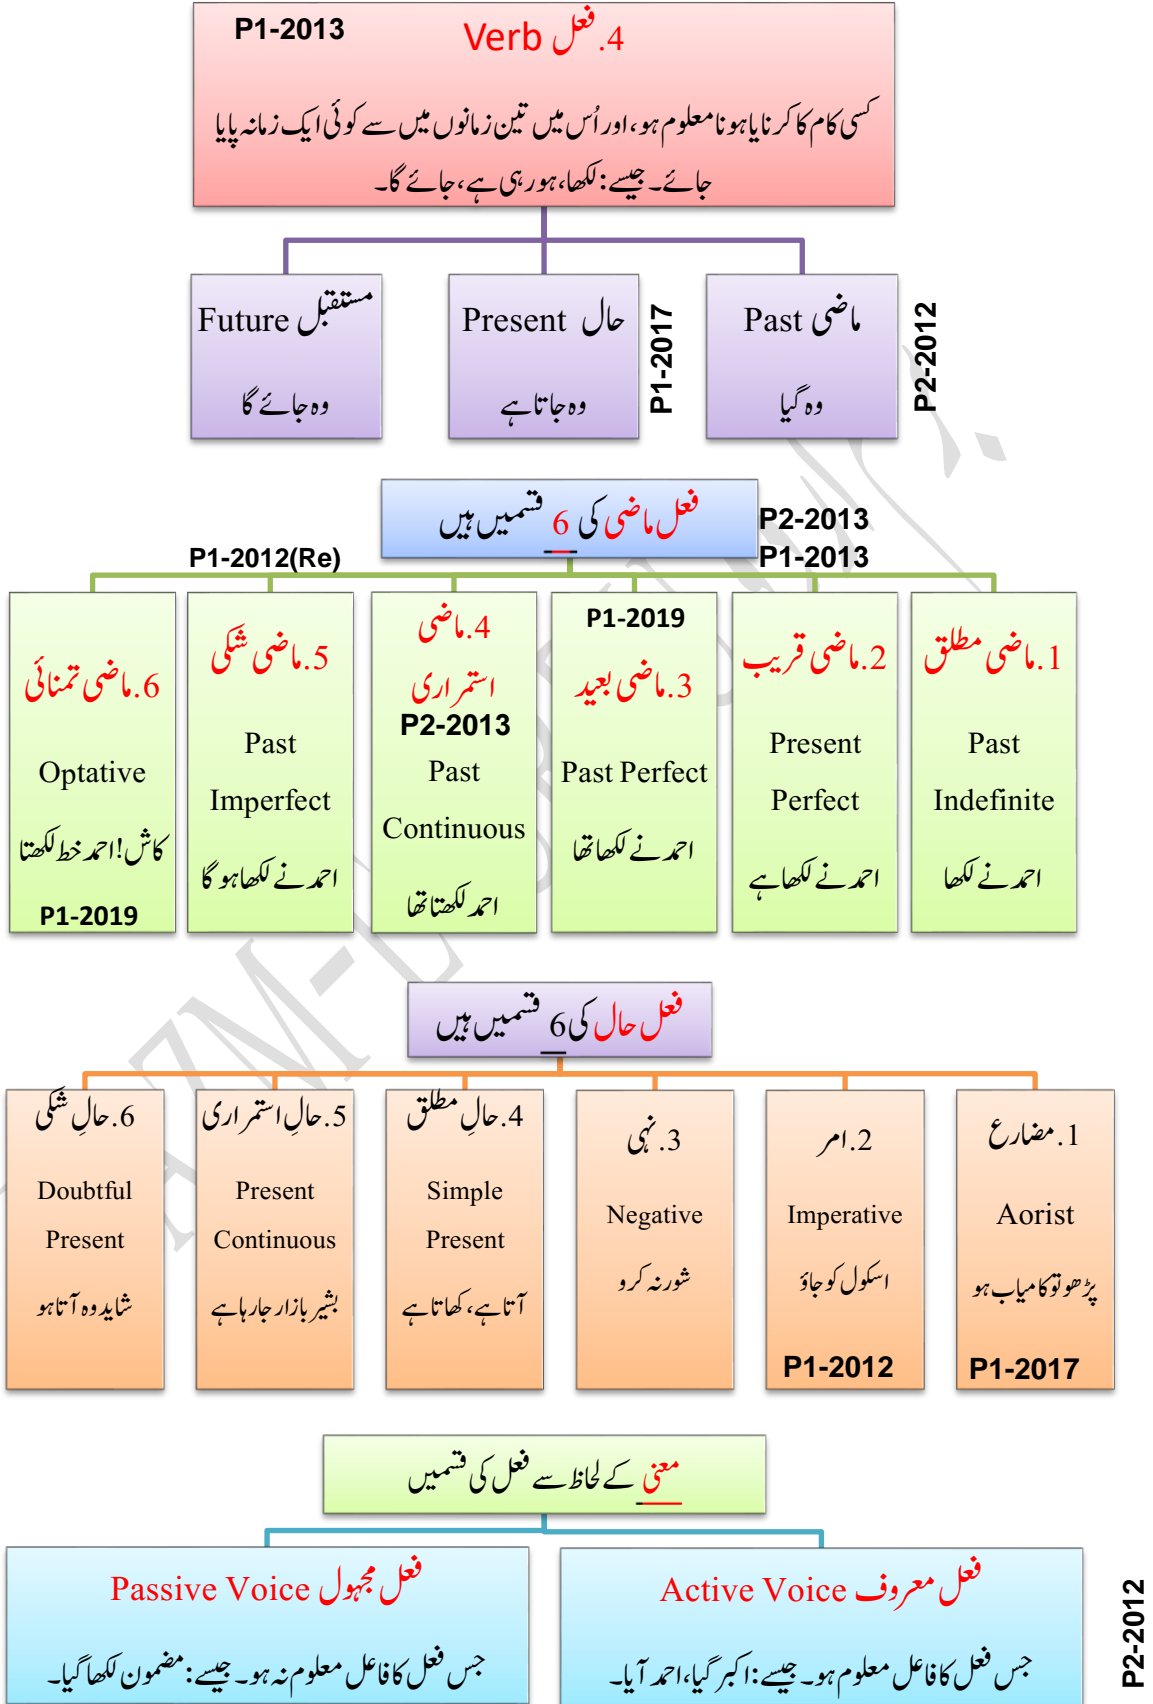 P1-2013
4. فعل Verb
کسی کام کا کرنا یا ہونا معلوم ہو، اور اُس میں تین زمانوں میں سے کوئی ایک زمانہ پایا
جائے۔ جیسے: لکھا، ہو رہی ہے، جائے گا۔
ماضی Past
وہ گیا
P2-2012
حال Present
وہ جاتا ہے
P1-2017
مستقبل Future
وہ جائے گا
فعل ماضی کی 6 قسمیں ہیں
P2-2013
P1-2013
P1-2012(Re)
1. ماضی مطلق
Past
Indefinite
احمد نے لکھا
2. ماضی قریب
Present
Perfect
احمد نے لکھا ہے
P1-2019
3. ماضی بعید
Past Perfect
احمد نے لکھا تھا
4. ماضی
استمراری
P2-2013
Past
Continuous
احمد لکھتا تھا
5. ماضی شکی
Past
Imperfect
احمد نے لکھا ہو گا
6. ماضی تمنائی
Optative
کاش! احمد خط لکھتا
P1-2019
فعل حال کی 6 قسمیں ہیں
1. مضارع
Aorist
پڑھو تو کامیاب ہو
P1-2017
2. امر
Imperative
اسکول کو جاؤ
P1-2012
3. نہی
Negative
شور نہ کرو
4. حالِ مطلق
Simple
Present
آتا ہے، کھاتا ہے
5. حالِ استمراری
Present
Continuous
بشیر بازار جا رہا ہے
6. حالِ شکی
Doubtful
Present
شاید وہ آتا ہو
معنی کے لحاظ سے فعل کی قسمیں
فعل معروف Active Voice
جس فعل کا فاعل معلوم ہو۔ جیسے: اکبر گیا، احمد آیا۔
P2-2012
فعل مجہول Passive Voice
جس فعل کا فاعل معلوم نہ ہو۔ جیسے: مضمون لکھا گیا۔